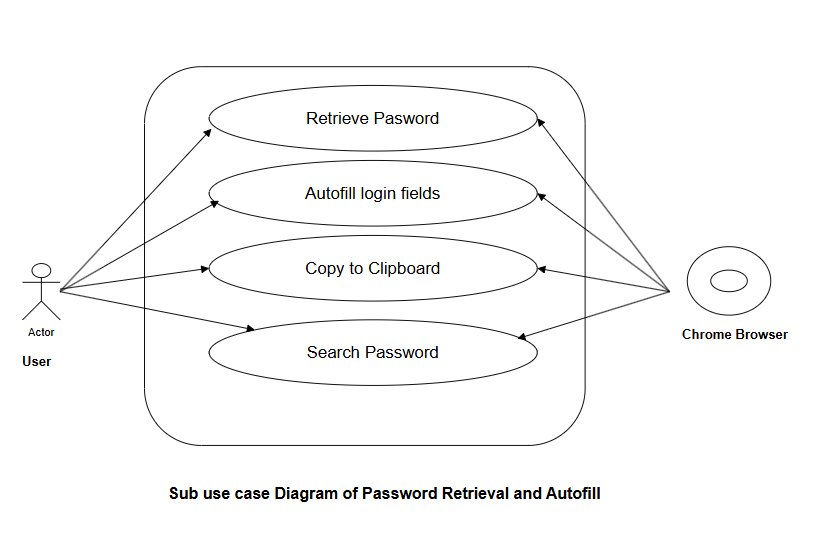 Retrieve Pasword
Autofill login fields
Copy to Clipboard
Search Password
Actor
User
Chrome Browser
Sub use case Diagram of Password Retrieval and Autofill